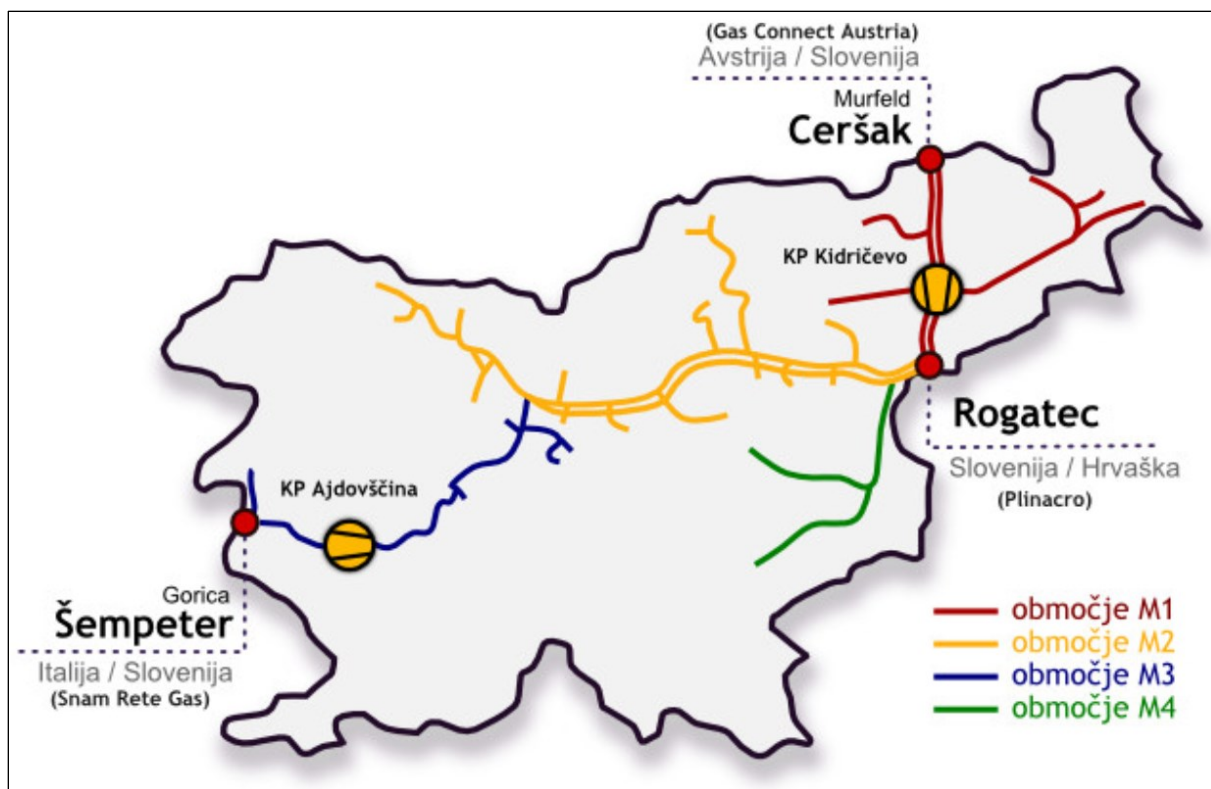 (Gas Connect Austria)
Avstrija / Slovenija
Murfeld
Ceršak
KP Kidričevo
Rogatec
Slovenija / Hrvaška
(Plinacro)
KP Ajdovščina
Gorica
Šempeter
Italija / Slovenija
(Snam Rete Gas)
območje M1
območje M2
območje M3
območje M4